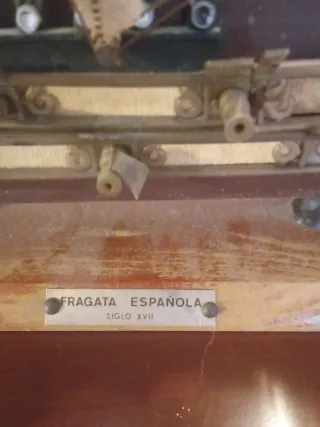 FRAGATA ESPAÑOLA
SIGLO XVII